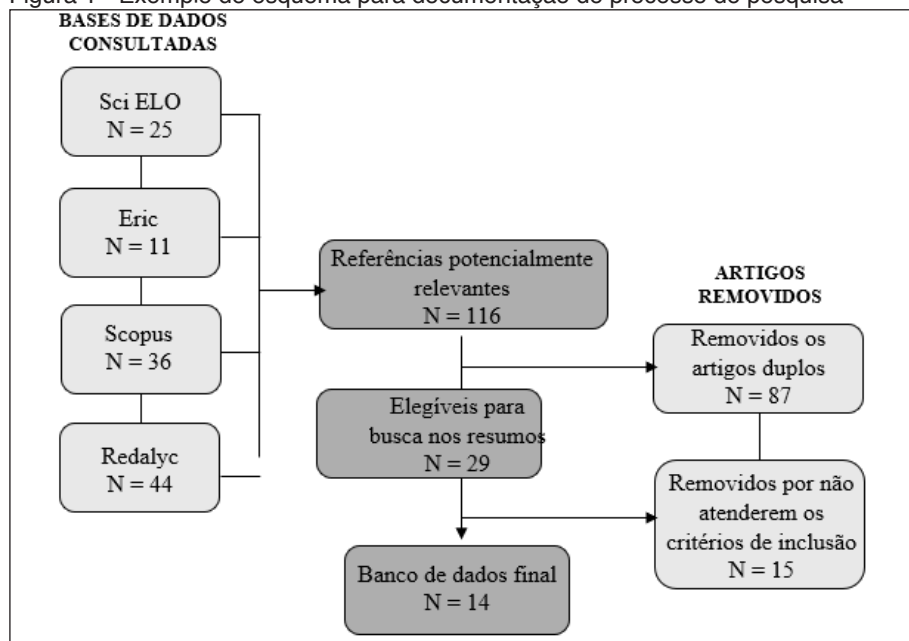 Figura 1 - Exemplo de esquema para documentação do processo de pesquisa
BASES DE DADOS
CONSULTADAS
Sci ELO
N = 25
Eric
N = 11
Scopus
N = 36
Redalyc
N = 44
Referências potencialmente
relevantes
N = 116
Elegíveis para
busca nos resumos
N = 29
Banco de dados final
N = 14
ARTIGOS
REMOVIDOS
Removidos os
artigos duplos
N = 87
Removidos por não
atenderem os
critérios de inclusão
N = 15